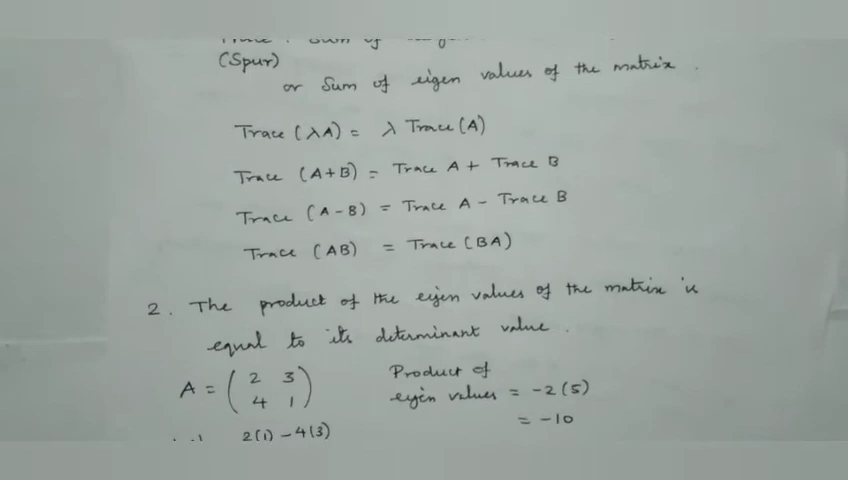 Sum of
(Spur)
or Sum of eigen values of the matrix.
Trace (λA) = λ Trace (A)
Trace (A+B) = Trace A + Trace B
Trace (A-B) = Trace A - Trace B
Trace (AB) = Trace (BA)
2. The product of the eigen values of the matrix is
equal to its determinant value.
A = ( 2 3
4 1 )
Product of
eigen values = -2(5)
= -10
2(1) - 4(3)